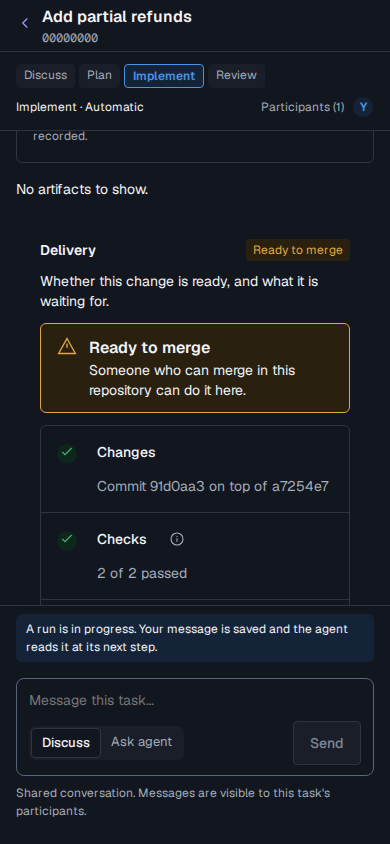 Add partial refunds
00000000
Discuss
Plan
Implement
Review
Implement · Automatic
Participants (1)
Y
recorded.
No artifacts to show.
Delivery
Ready to merge
Whether this change is ready, and what it is
waiting for.
Ready to merge
Someone who can merge in this
repository can do it here.
Changes
Commit 91d0aa3 on top of a7254e7
Checks
2 of 2 passed
A run is in progress. Your message is saved and the agent
reads it at its next step.
Message this task...
Discuss
Ask agent
Send
Shared conversation. Messages are visible to this task's
participants.